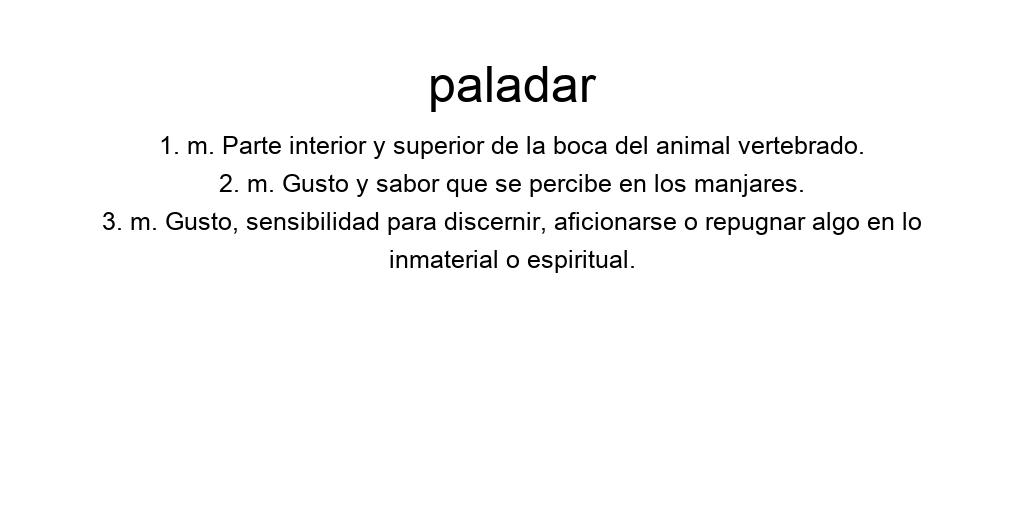 paladar
1. m. Parte interior y superior de la boca del animal vertebrado.
2. m. Gusto y sabor que se percibe en los manjares.
3. m. Gusto, sensibilidad para discernir, aficionarse o repugnar algo en lo
inmaterial o espiritual.